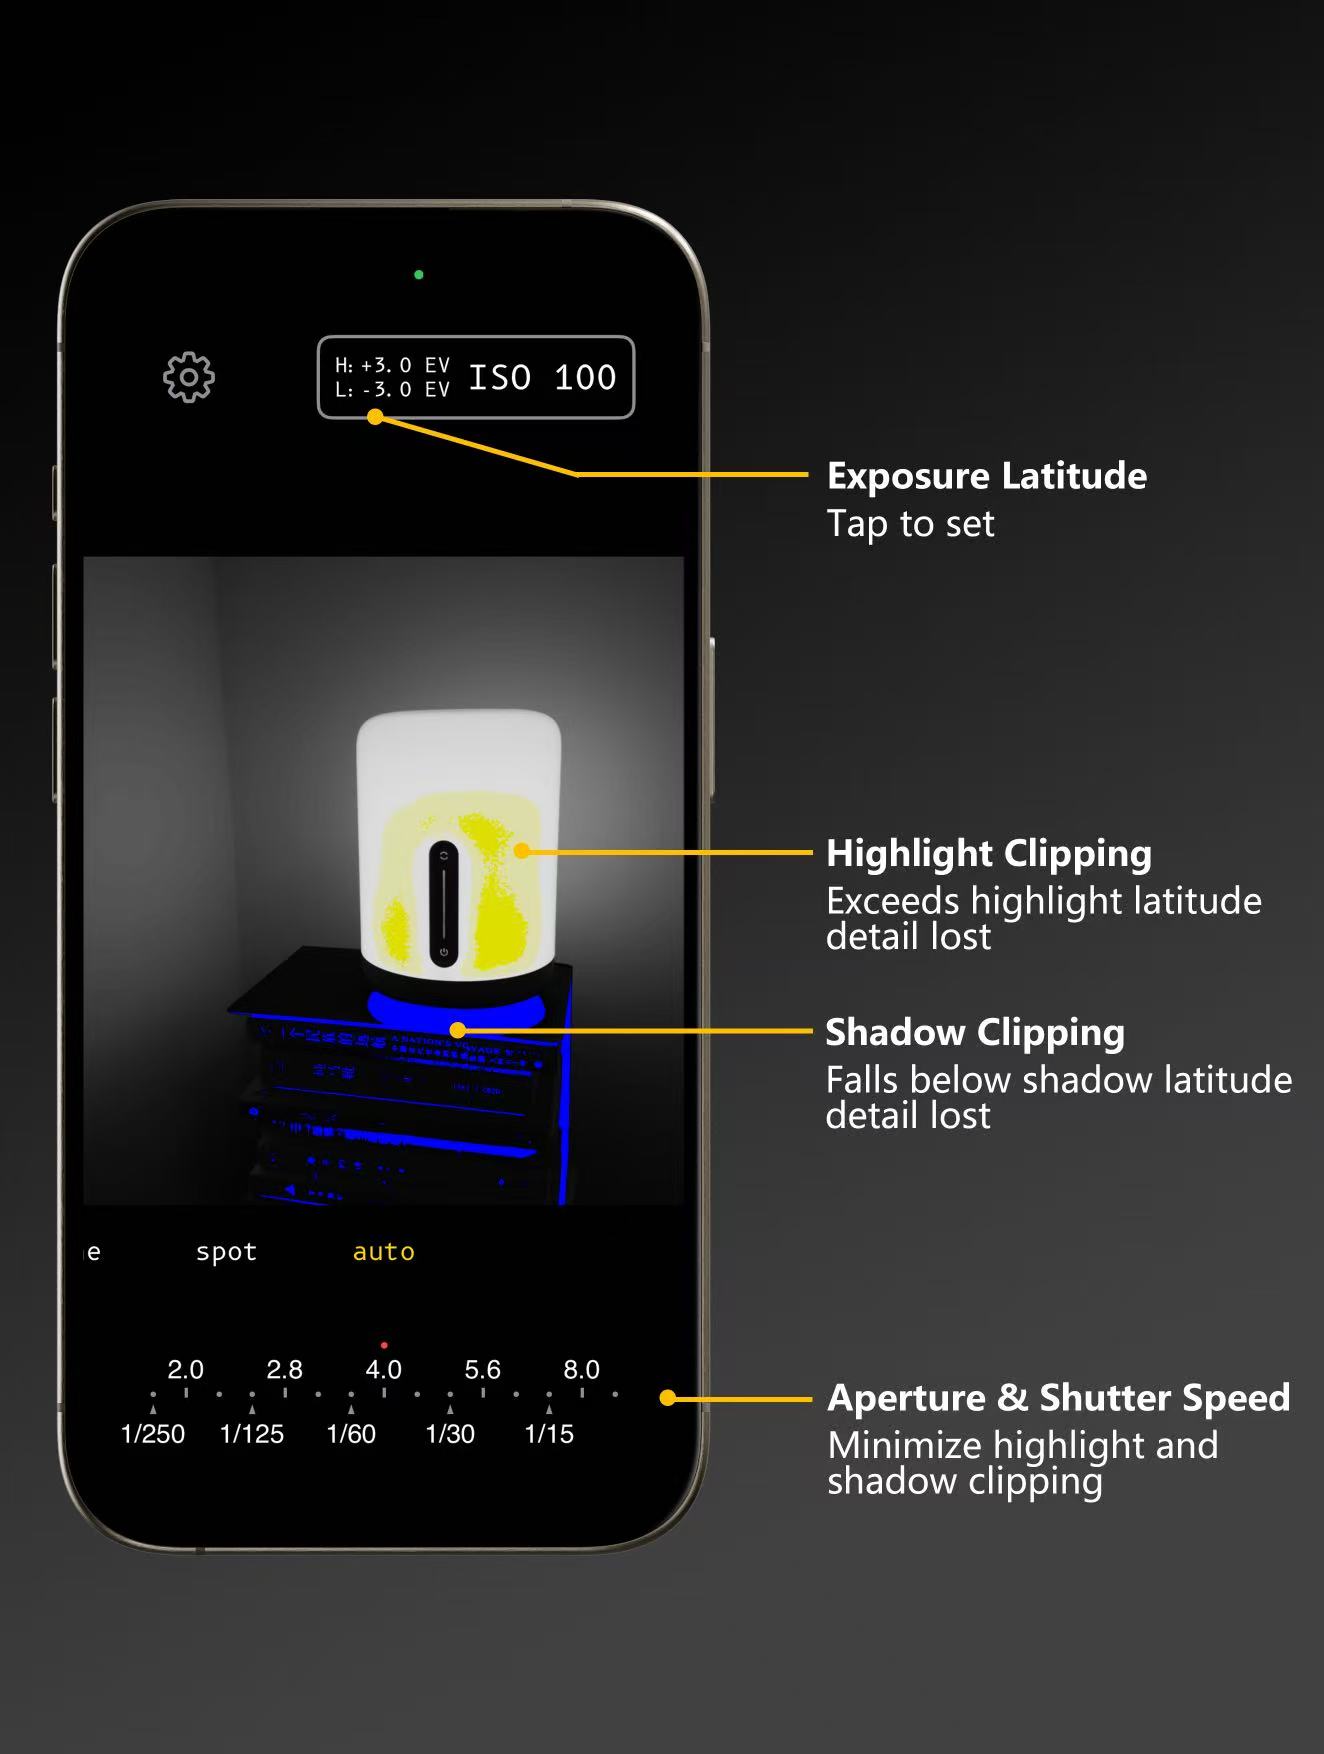 H: +3.0 EV
L: -3.0 EV
ISO 100
Exposure Latitude
Tap to set
Highlight Clipping
Exceeds highlight latitude
detail lost
Shadow Clipping
Falls below shadow latitude
detail lost
A NATION'S VOYAGE
e spot auto
2.0 2.8 4.0 5.6 8.0
1/250 1/125 1/60 1/30 1/15
Aperture & Shutter Speed
Minimize highlight and
shadow clipping